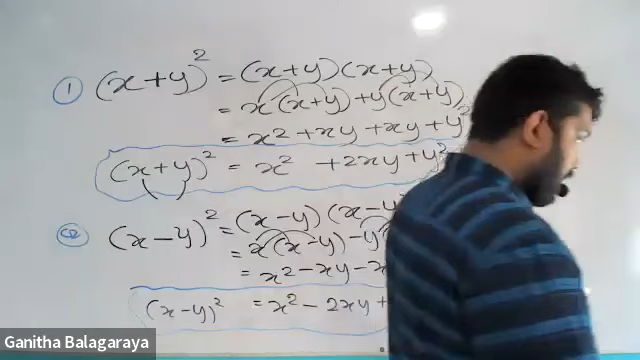 ① (x+y)² = (x+y)(x+y)
= x(x+y)+y(x+y)
= x²+xy+xy+y²
(x+y)² = x² +2xy+y²
② (x-y)² = (x-y)(x-y
= x(x-y)-y
= x²-xy-x
(x-y)² = x²-2xy+
Ganitha Balagaraya